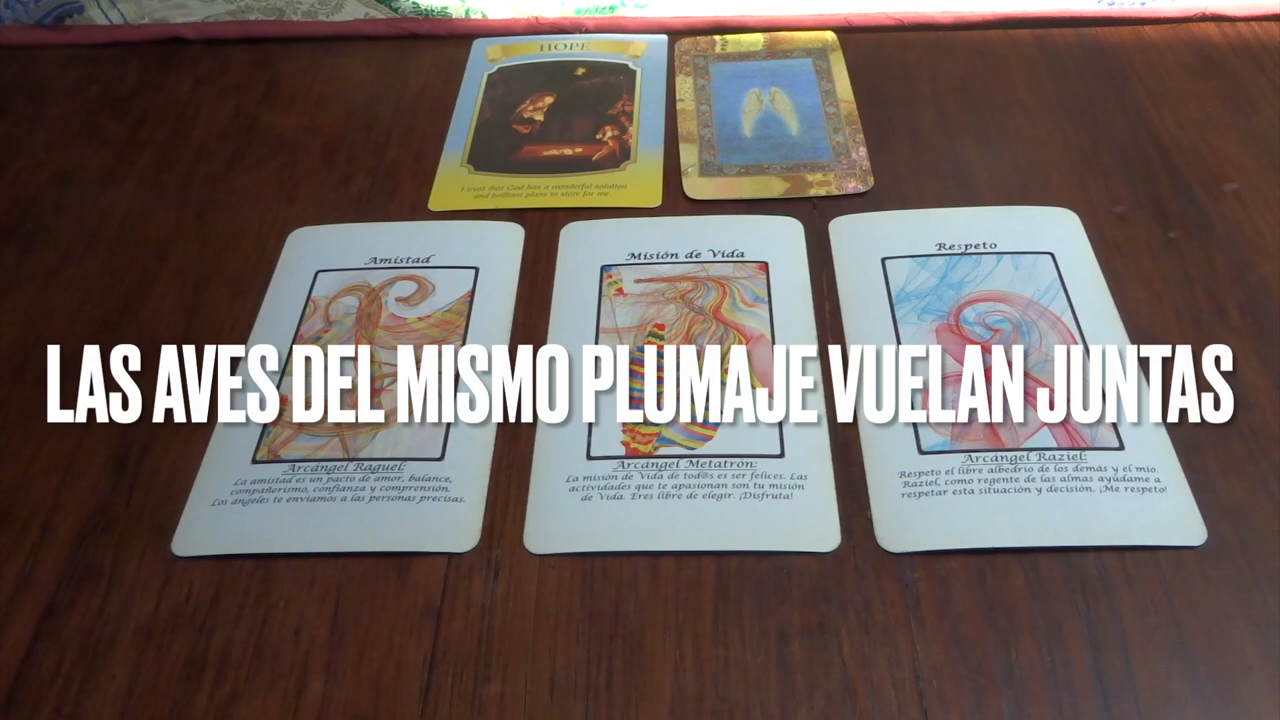 HOPE
I trust that God has a wonderful solution
and brilliant plans in store for me.
Amistad
Arcángel Raguel:
La amistad es un pacto de amor, balance,
compañerismo, confianza y comprensión.
Los ángeles te enviamos a las personas precisas.
Misión de Vida
Arcángel Metatrón:
La misión de Vida de tod@s es ser felices. Las
actividades que te apasionan son tu misión
de Vida. Eres libre de elegir. ¡Disfruta!
Respeto
Arcángel Raziel:
Respeto el libre albedrío de los demás y el mío.
Raziel, como regente de las almas ayúdame a
respetar esta situación y decisión. ¡Me respeto!
LAS AVES DEL MISMO PLUMAJE VUELAN JUNTAS